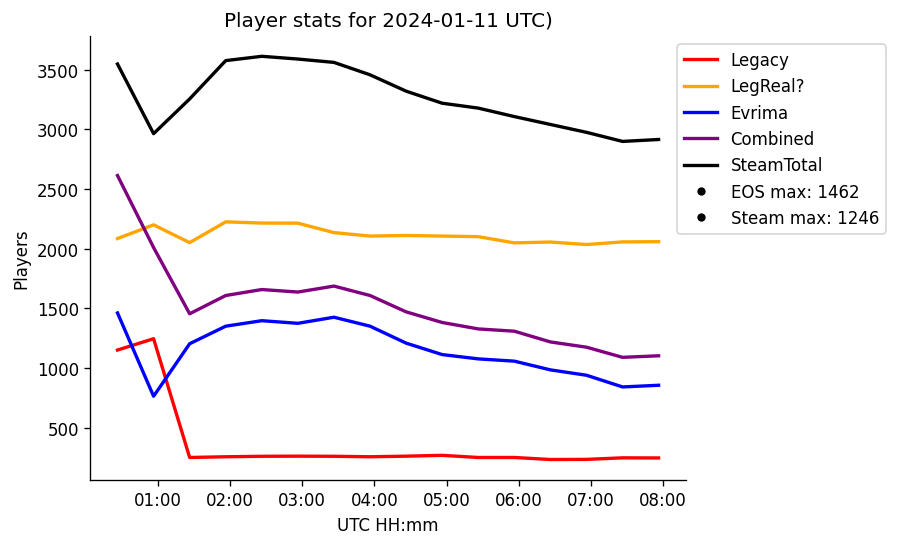 Player stats for 2024-01-11 UTC)
Players
3500
3000
2500
2000
1500
1000
500
01:00 02:00 03:00 04:00 05:00 06:00 07:00 08:00
UTC HH:mm
Legacy
LegReal?
Evrima
Combined
SteamTotal
EOS max: 1462
Steam max: 1246